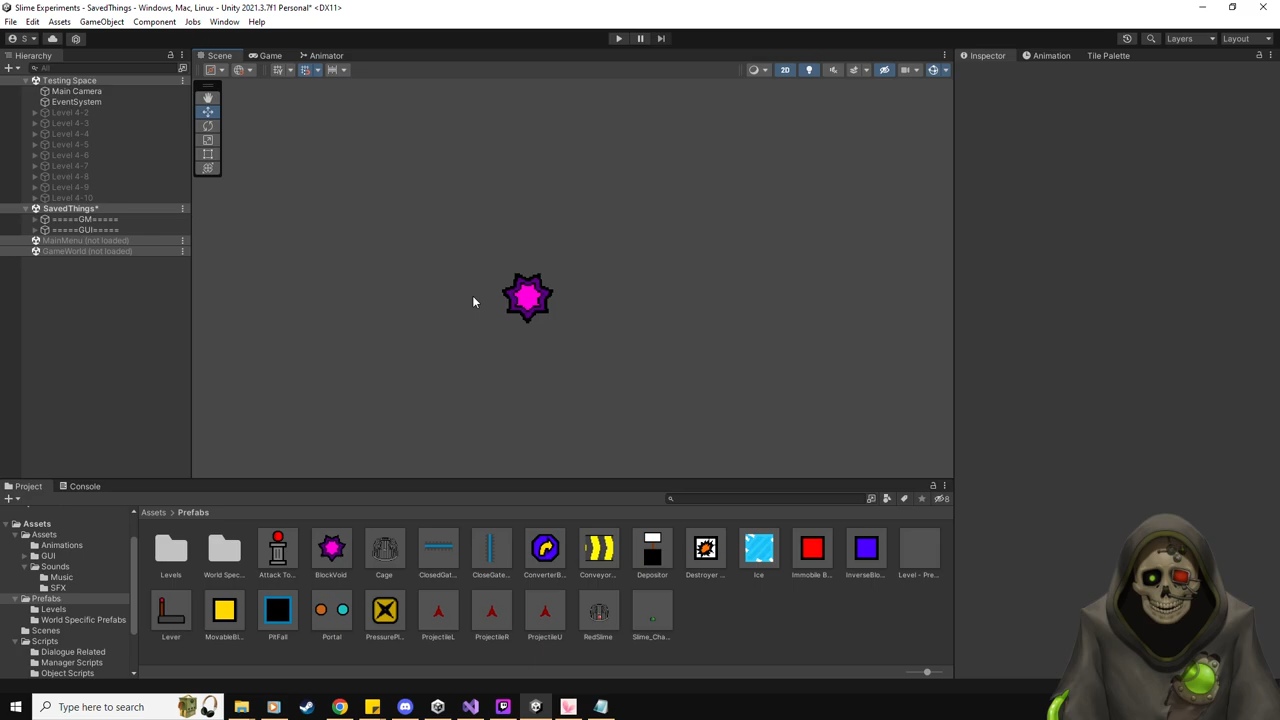 Slime Experiments - SavedThings - Windows, Mac, Linux - Unity 2021.3.7f1 Personal* <DX11>
File Edit Assets GameObject Component Jobs Window Help
S Layers Layout
Hierarchy
All
Testing Space
Main Camera
EventSystem
Level 4-2
Level 4-3
Level 4-4
Level 4-5
Level 4-6
Level 4-7
Level 4-8
Level 4-9
Level 4-10
SavedThings*
=====GM=====
=====GUI=====
MainMenu (not loaded)
GameWorld (not loaded)
Scene Game Animator
2D
Inspector Animation Tile Palette
Project Console
8
Assets
Assets
Animations
GUI
Sounds
Music
SFX
Prefabs
Levels
World Specific Prefabs
Scenes
Scripts
Dialogue Related
Manager Scripts
Object Scripts
Assets > Prefabs
Levels World Spec... Attack To... BlockVoid Cage ClosedGat... CloseGate... ConverterB... Conveyor... Depositor Destroyer ... Ice Immobile B... InverseBlo... Level - Pre...
Lever MovableBl... PitFall Portal PressurePl... ProjectileL ProjectileR ProjectileU RedSlime Slime_Cha...
Type here to search